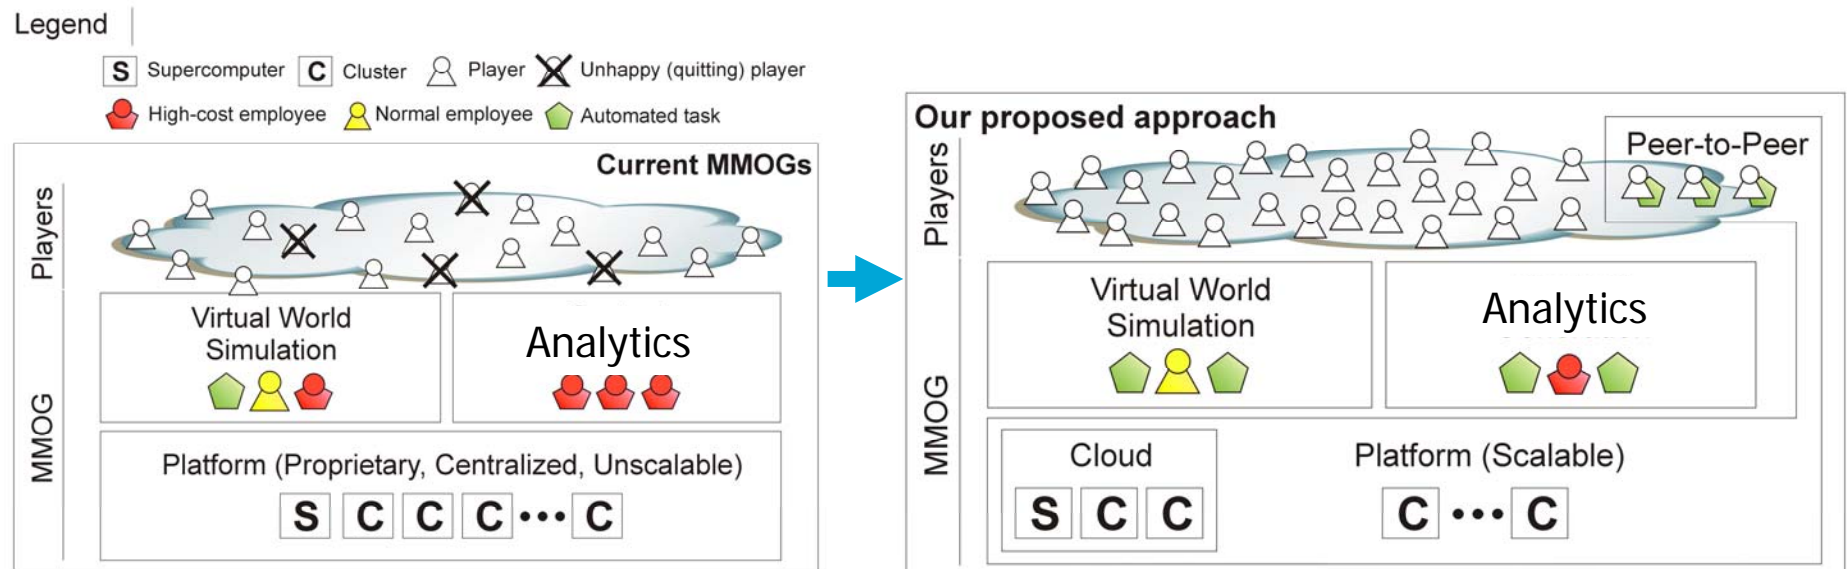 Legend
S Supercomputer C Cluster Player Unhappy (quitting) player
High-cost employee Normal employee Automated task
Current MMOGs
Players
MMOG
Virtual World
Simulation
Analytics
Platform (Proprietary, Centralized, Unscalable)
S C C C ••• C
Our proposed approach
Peer-to-Peer
Players
MMOG
Virtual World
Simulation
Analytics
Cloud
S C C
Platform (Scalable)
C ••• C